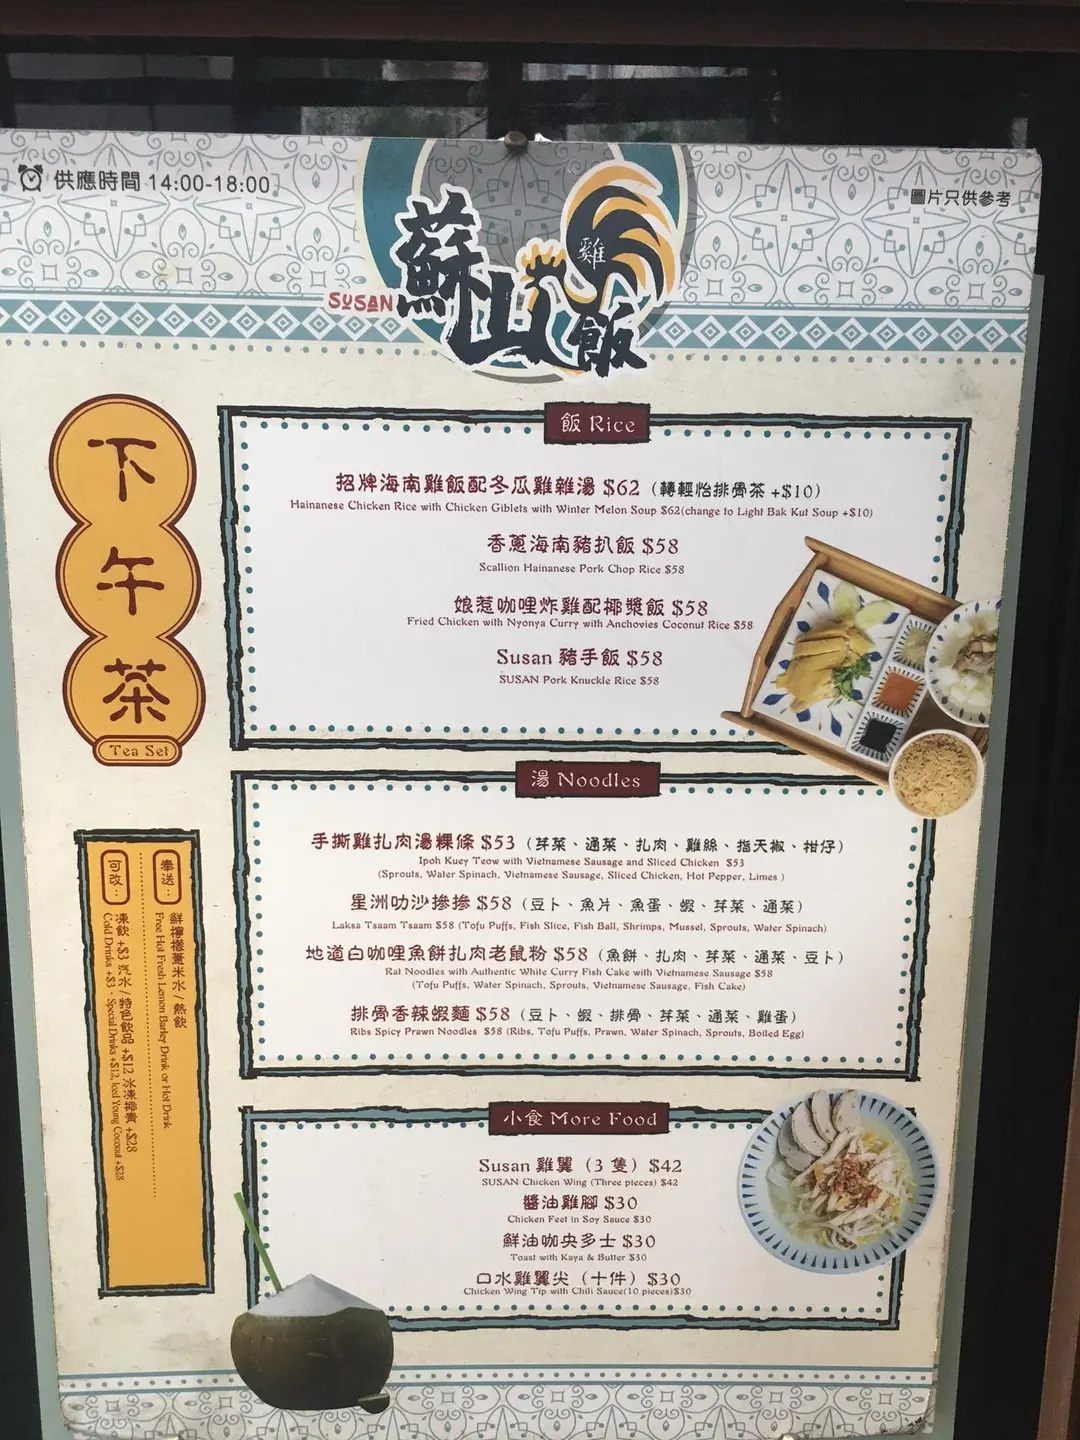 供應時間 14:00-18:00
圖片只供參考
SUSAN
蘇山雞飯
下午茶
Tea Set
飯 Rice
招牌海南雞飯配冬瓜雞雜湯 $62 (轉輕怡排骨茶 +$10)
Hainanese Chicken Rice with Chicken Giblets with Winter Melon Soup $62(change to Light Bak Kut Soup +$10)
香蔥海南豬扒飯 $58
Scallion Hainanese Pork Chop Rice $58
娘惹咖哩炸雞配椰漿飯 $58
Fried Chicken with Nyonya Curry with Anchovies Coconut Rice $58
Susan 豬手飯 $58
SUSAN Pork Knuckle Rice $58
湯 Noodles
手撕雞扎肉湯粿條 $53 (芽菜、通菜、扎肉、雞絲、指天椒、柑仔)
Ipoh Kuey Teow with Vietnamese Sausage and Sliced Chicken $53
(Sprouts, Water Spinach, Vietnamese Sausage, Sliced Chicken, Hot Pepper, Limes )
星洲叻沙摻摻 $58 (豆卜、魚片、魚蛋、蝦、芽菜、通菜)
Laksa Tsaam Tsaam $58 (Tofu Puffs, Fish Slice, Fish Ball, Shrimps, Mussel, Sprouts, Water Spinach)
地道白咖哩魚餅扎肉老鼠粉 $58 (魚餅、扎肉、芽菜、通菜、豆卜)
Rat Noodles with Authentic White Curry Fish Cake with Vietnamese Sausage $58
(Tofu Puffs, Water Spinach, Sprouts, Vietnamese Sausage, Fish Cake)
排骨香辣蝦麵 $58 (豆卜、蝦、排骨、芽菜、通菜、雞蛋)
Ribs Spicy Prawn Noodles $58 (Ribs, Tofu Puffs, Prawn, Water Spinach, Sprouts, Boiled Egg)
奉送：
鮮檸檬薏米水 / 熱飲
Free Hot Fresh Lemon Barley Drink or Hot Drink
可改：
凍飲 +$3 汽水 / 特色飲品 +$12 冰凍椰寶 +$28
Cold Drinks +$3 , Special Drinks +$12, Iced Young Coconut +$28
小食 More Food
Susan 雞翼 (3 隻) $42
SUSAN Chicken Wing (Three pieces) $42
醬油雞腳 $30
Chicken Feet in Soy Sauce $30
鮮油咖央多士 $30
Toast with Kaya & Butter $30
口水雞翼尖 (十件) $30
Chicken Wing Tip with Chili Sauce(10 pieces)$30